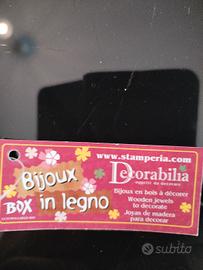 www.stamperia.com
Decorabilia
oggetti da decorare
Bijoux
BOX in legno
Bijoux en bois à décorer
Wooden jewels
to decorate
Joyas de madera
para decorar
subito